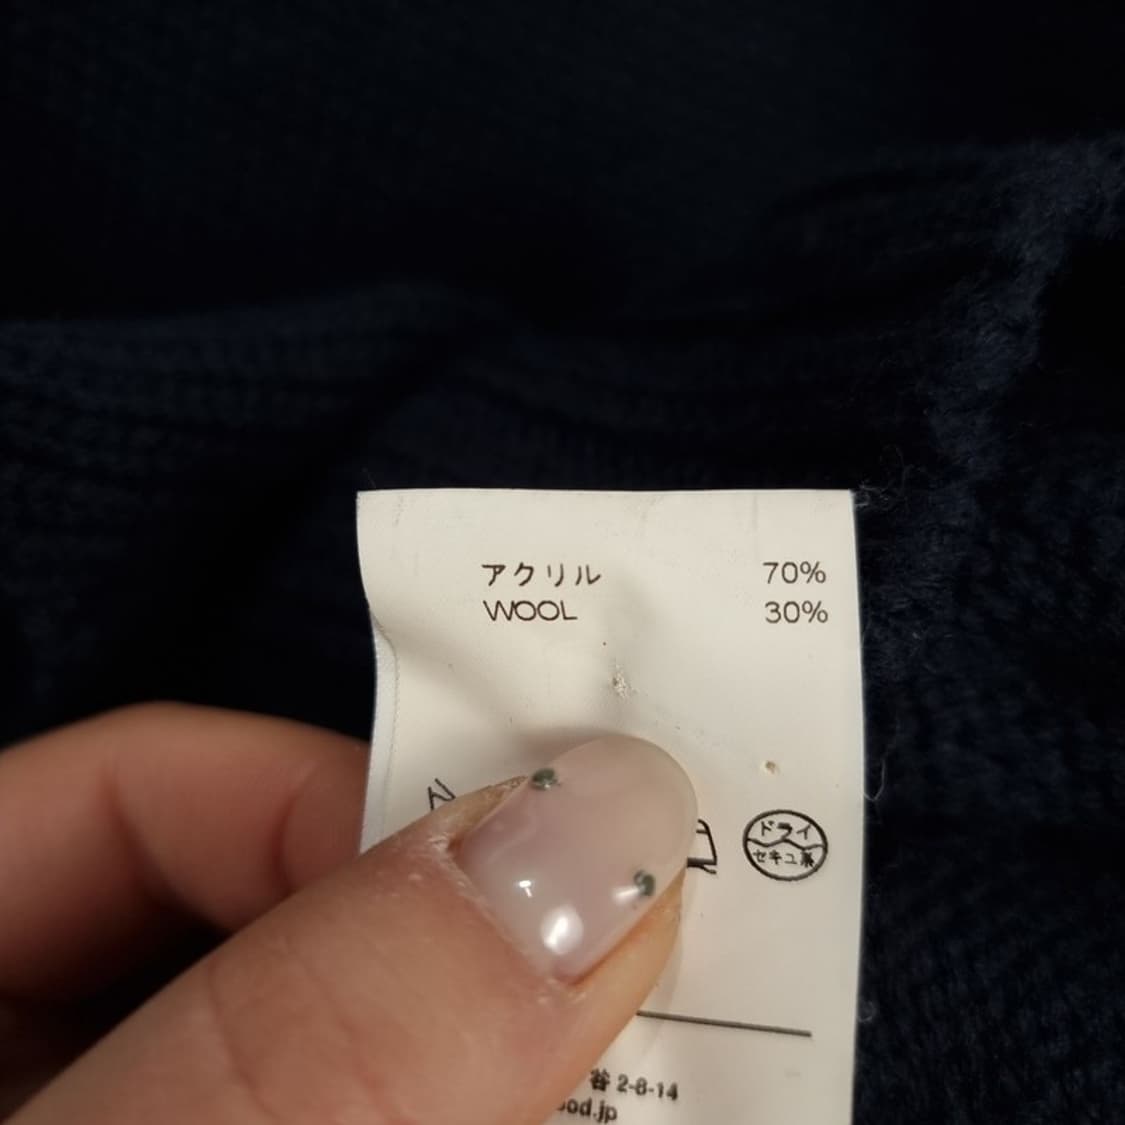 アクリル 70%
WOOL 30%
ドライ
セキユ系
谷 2-8-14
od.jp